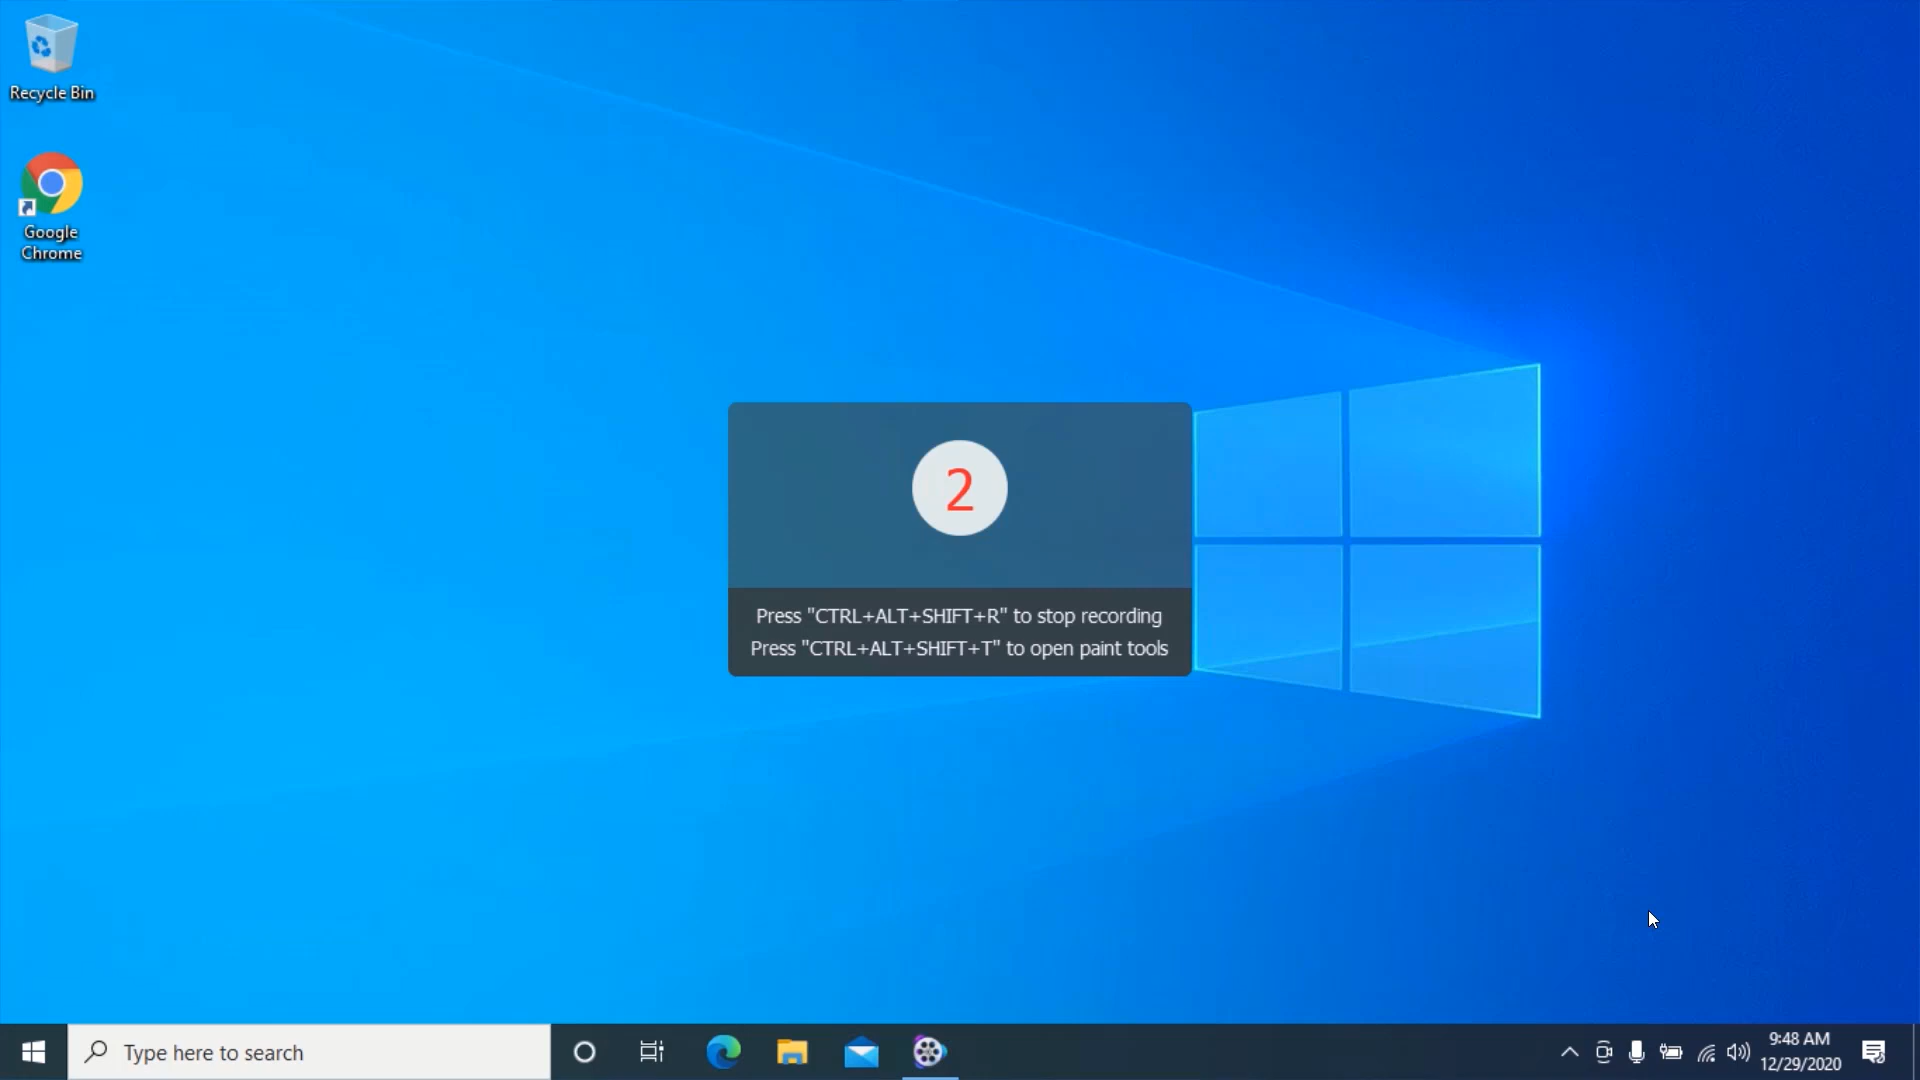 Recycle Bin
Google
Chrome
2
Press "CTRL+ALT+SHIFT+R" to stop recording
Press "CTRL+ALT+SHIFT+T" to open paint tools
Type here to search
9:48 AM
12/29/2020